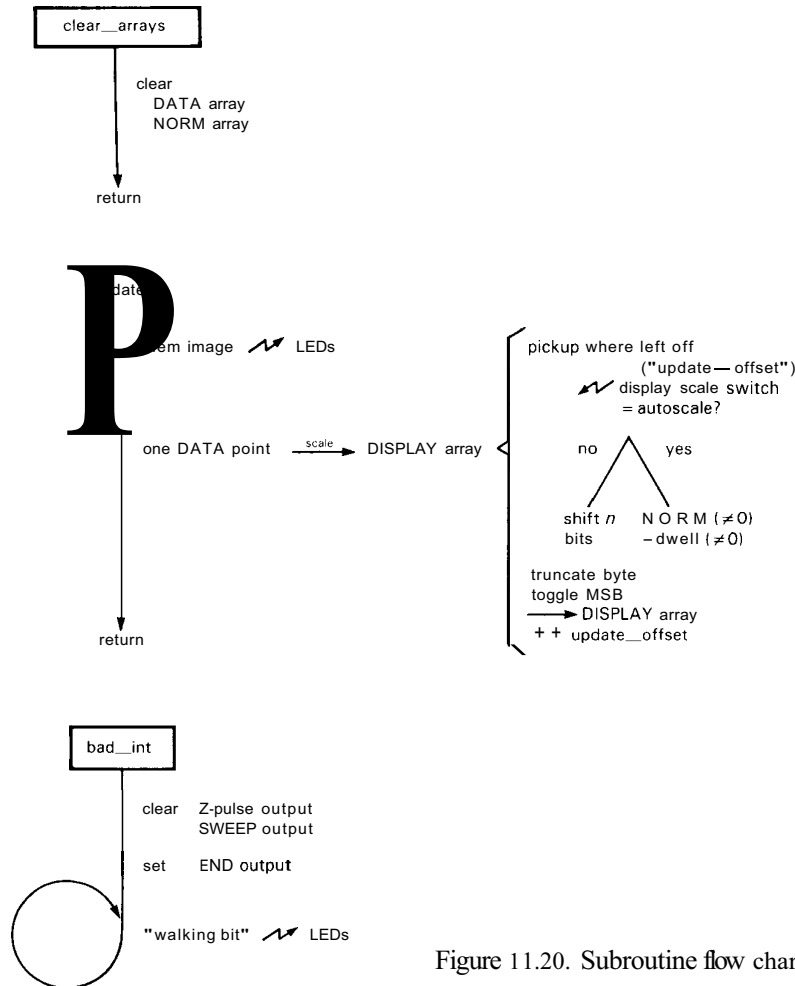 clear__arrays
clear
DATA array
NORM array
return
P
date
em image LEDs
one DATA point scale DISPLAY array
pickup where left off
("update — offset")
display scale switch
= autoscale?
no yes
shift n NORM (≠0)
bits – dwell (≠0)
truncate byte
toggle MSB
DISPLAY array
+ + update__offset
return
bad__int
clear Z-pulse output
SWEEP output
set END output
"walking bit" LEDs
Figure 11.20. Subroutine flow char